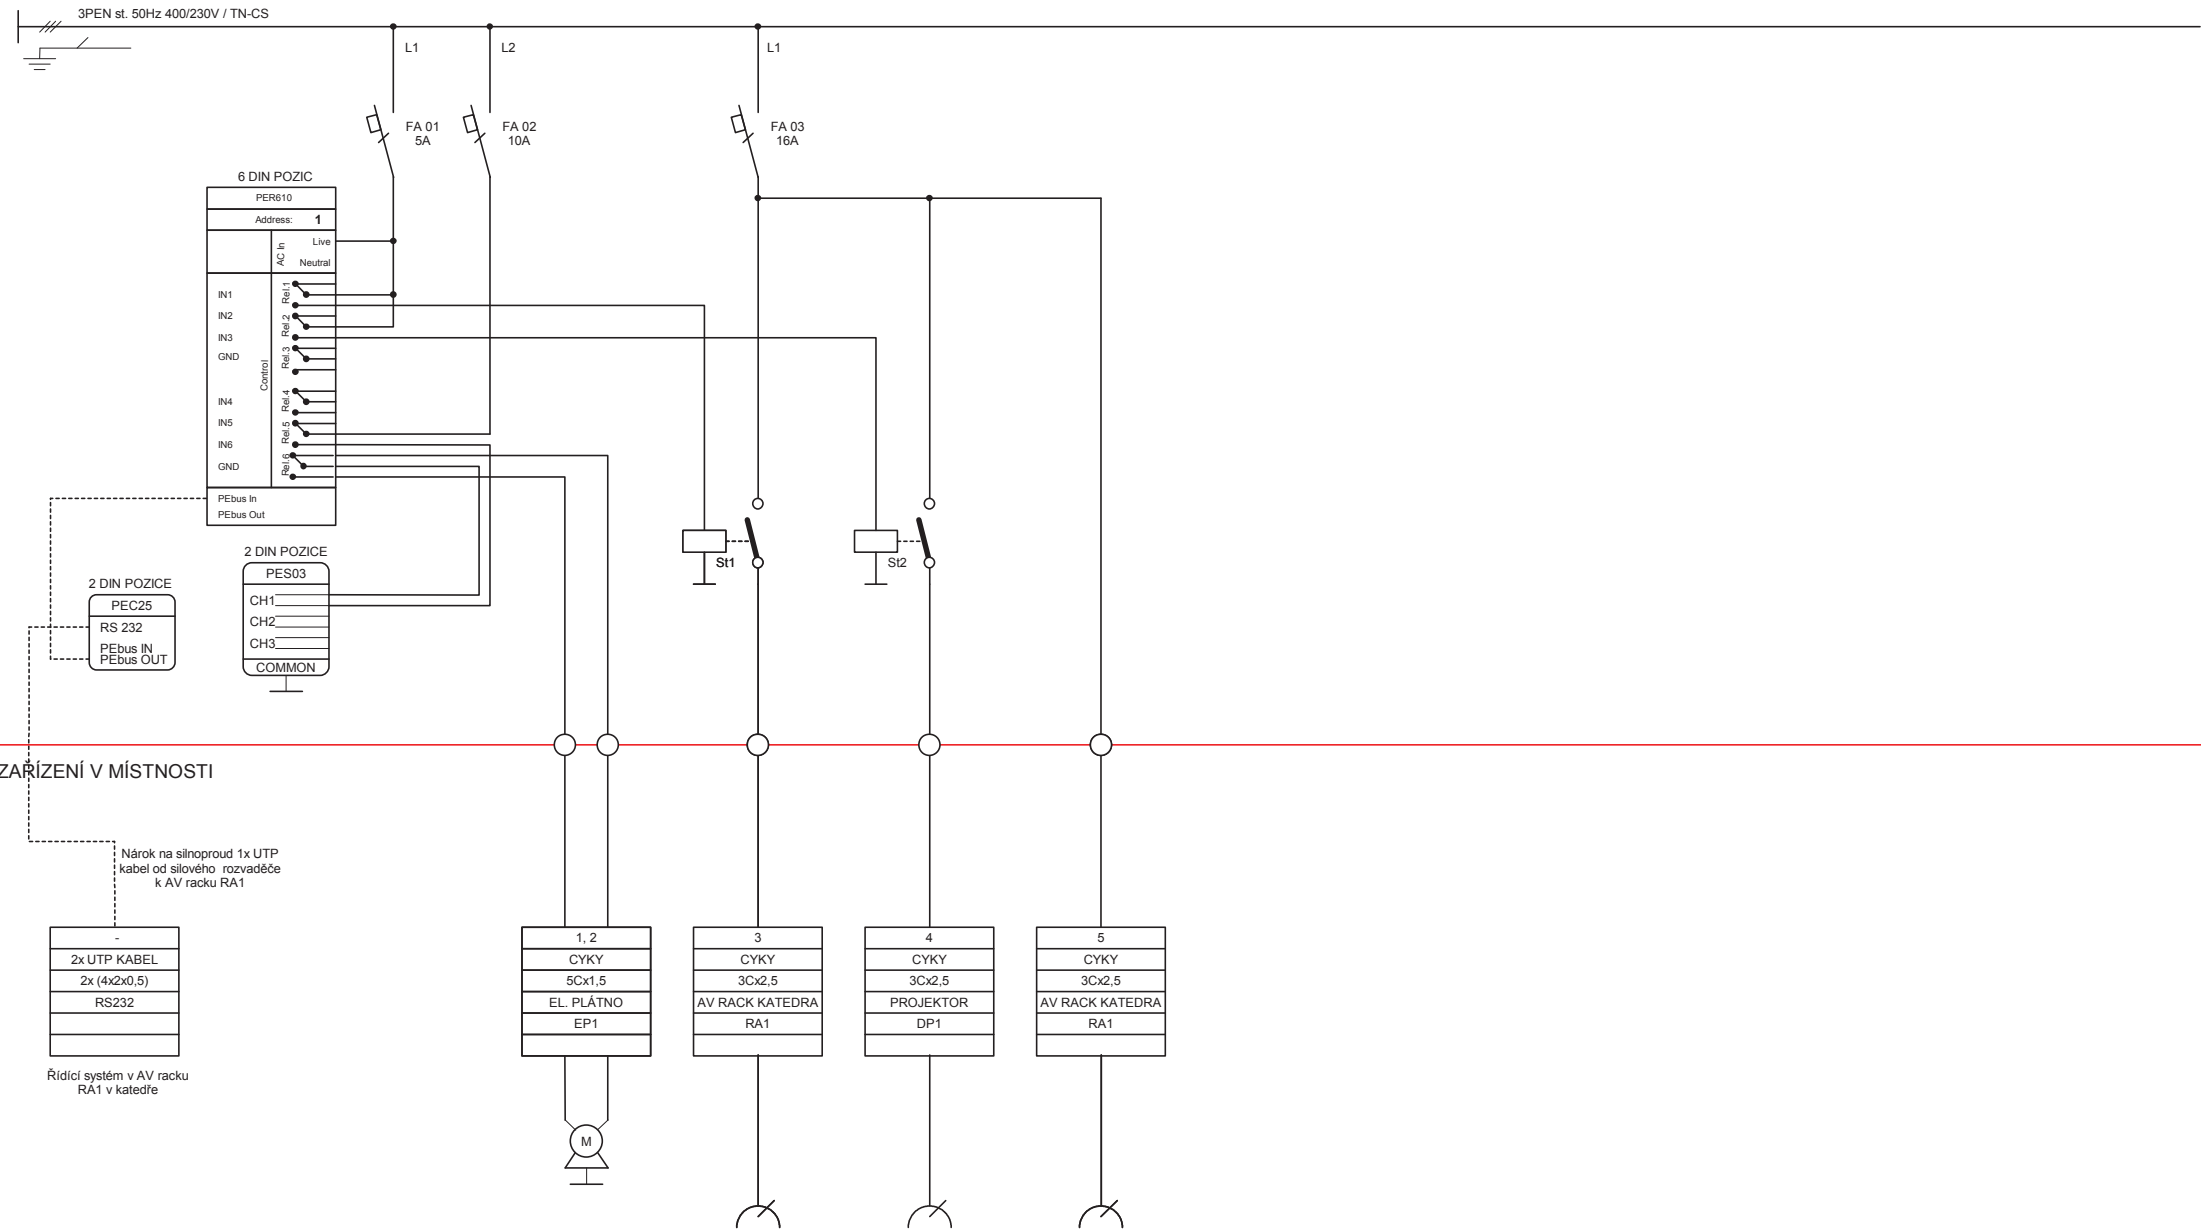 3PEN st. 50Hz 400/230V / TN-CS
L1
L2
L1
FA 01
5A
FA 02
10A
FA 03
16A
6 DIN POZIC
PER610
Address: 1
AC In
Live
Neutral
IN1
IN2
IN3
GND
IN4
IN5
IN6
GND
Control
Rel.1
Rel.2
Rel.3
Rel.4
Rel.5
Rel.6
PEbus In
PEbus Out
2 DIN POZICE
PES03
CH1
CH2
CH3
COMMON
2 DIN POZICE
PEC25
RS 232
PEbus IN
PEbus OUT
St1
St2
ZAŘÍZENÍ V MÍSTNOSTI
Nárok na silnoproud 1x UTP
kabel od silového rozvaděče
k AV racku RA1
-
2x UTP KABEL
2x (4x2x0,5)
RS232
Řídící systém v AV racku
RA1 v katedře
1, 2
CYKY
5Cx1,5
EL. PLÁTNO
EP1
M
3
CYKY
3Cx2,5
AV RACK KATEDRA
RA1
4
CYKY
3Cx2,5
PROJEKTOR
DP1
5
CYKY
3Cx2,5
AV RACK KATEDRA
RA1